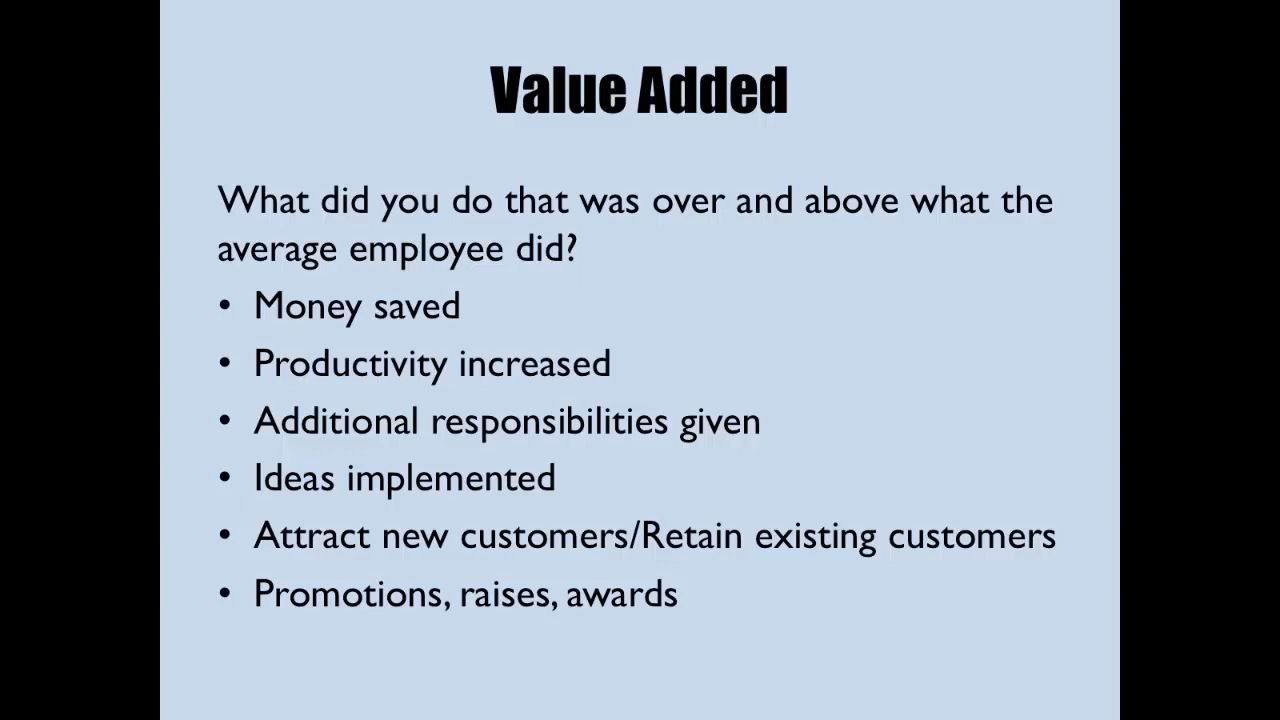 Value Added
What did you do that was over and above what the
average employee did?
• Money saved
• Productivity increased
• Additional responsibilities given
• Ideas implemented
• Attract new customers/Retain existing customers
• Promotions, raises, awards